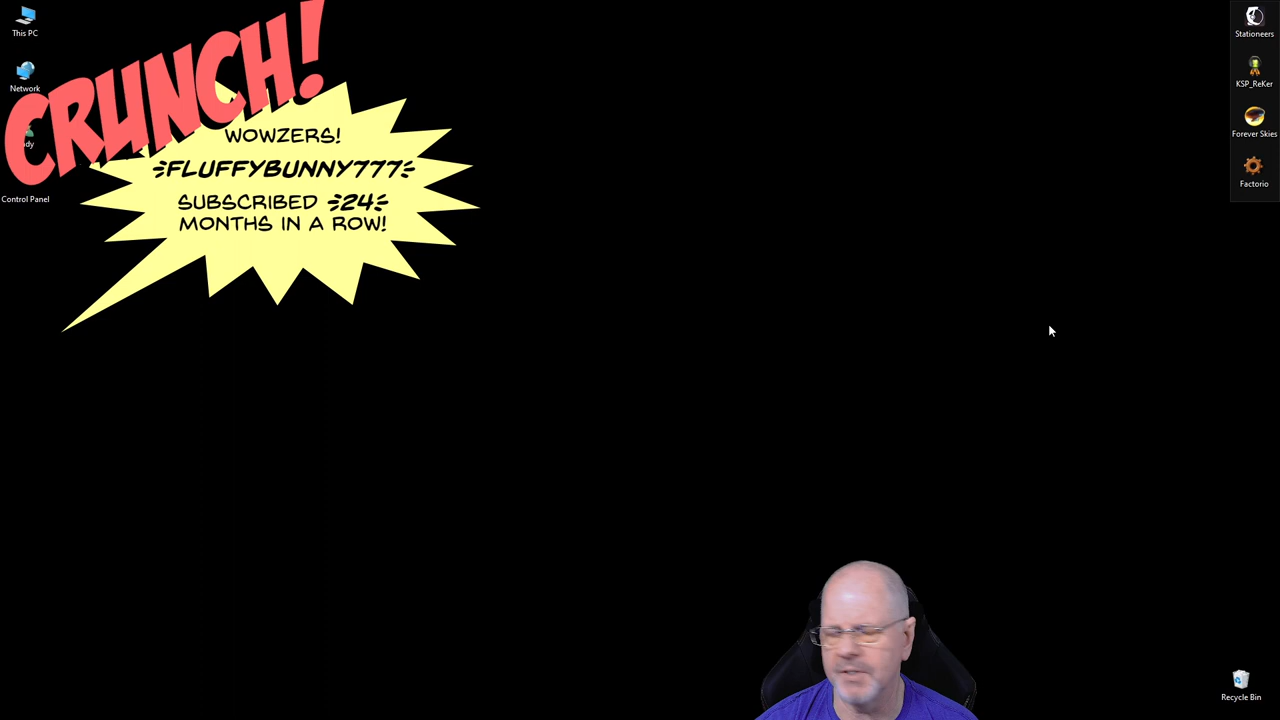 This PC
Network
Control Panel
CRUNCH!
WOWZERS!
FLUFFYBUNNY777
SUBSCRIBED 24
MONTHS IN A ROW!
Stationeers
KSP_ReKer
Forever Skies
Factorio
Recycle Bin